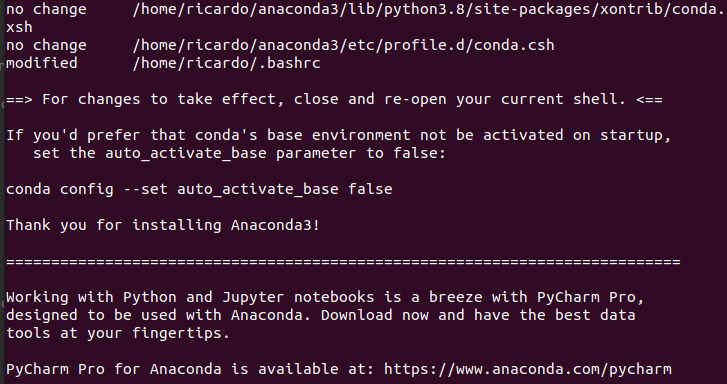 no change     /home/ricardo/anaconda3/lib/python3.8/site-packages/xontrib/conda.
xsh
no change     /home/ricardo/anaconda3/etc/profile.d/conda.csh
modified      /home/ricardo/.bashrc
==> For changes to take effect, close and re-open your current shell. <==
If you'd prefer that conda's base environment not be activated on startup,
   set the auto_activate_base parameter to false:
conda config --set auto_activate_base false
Thank you for installing Anaconda3!
===========================================================================
Working with Python and Jupyter notebooks is a breeze with PyCharm Pro,
designed to be used with Anaconda. Download now and have the best data
tools at your fingertips.
PyCharm Pro for Anaconda is available at: https://www.anaconda.com/pycharm